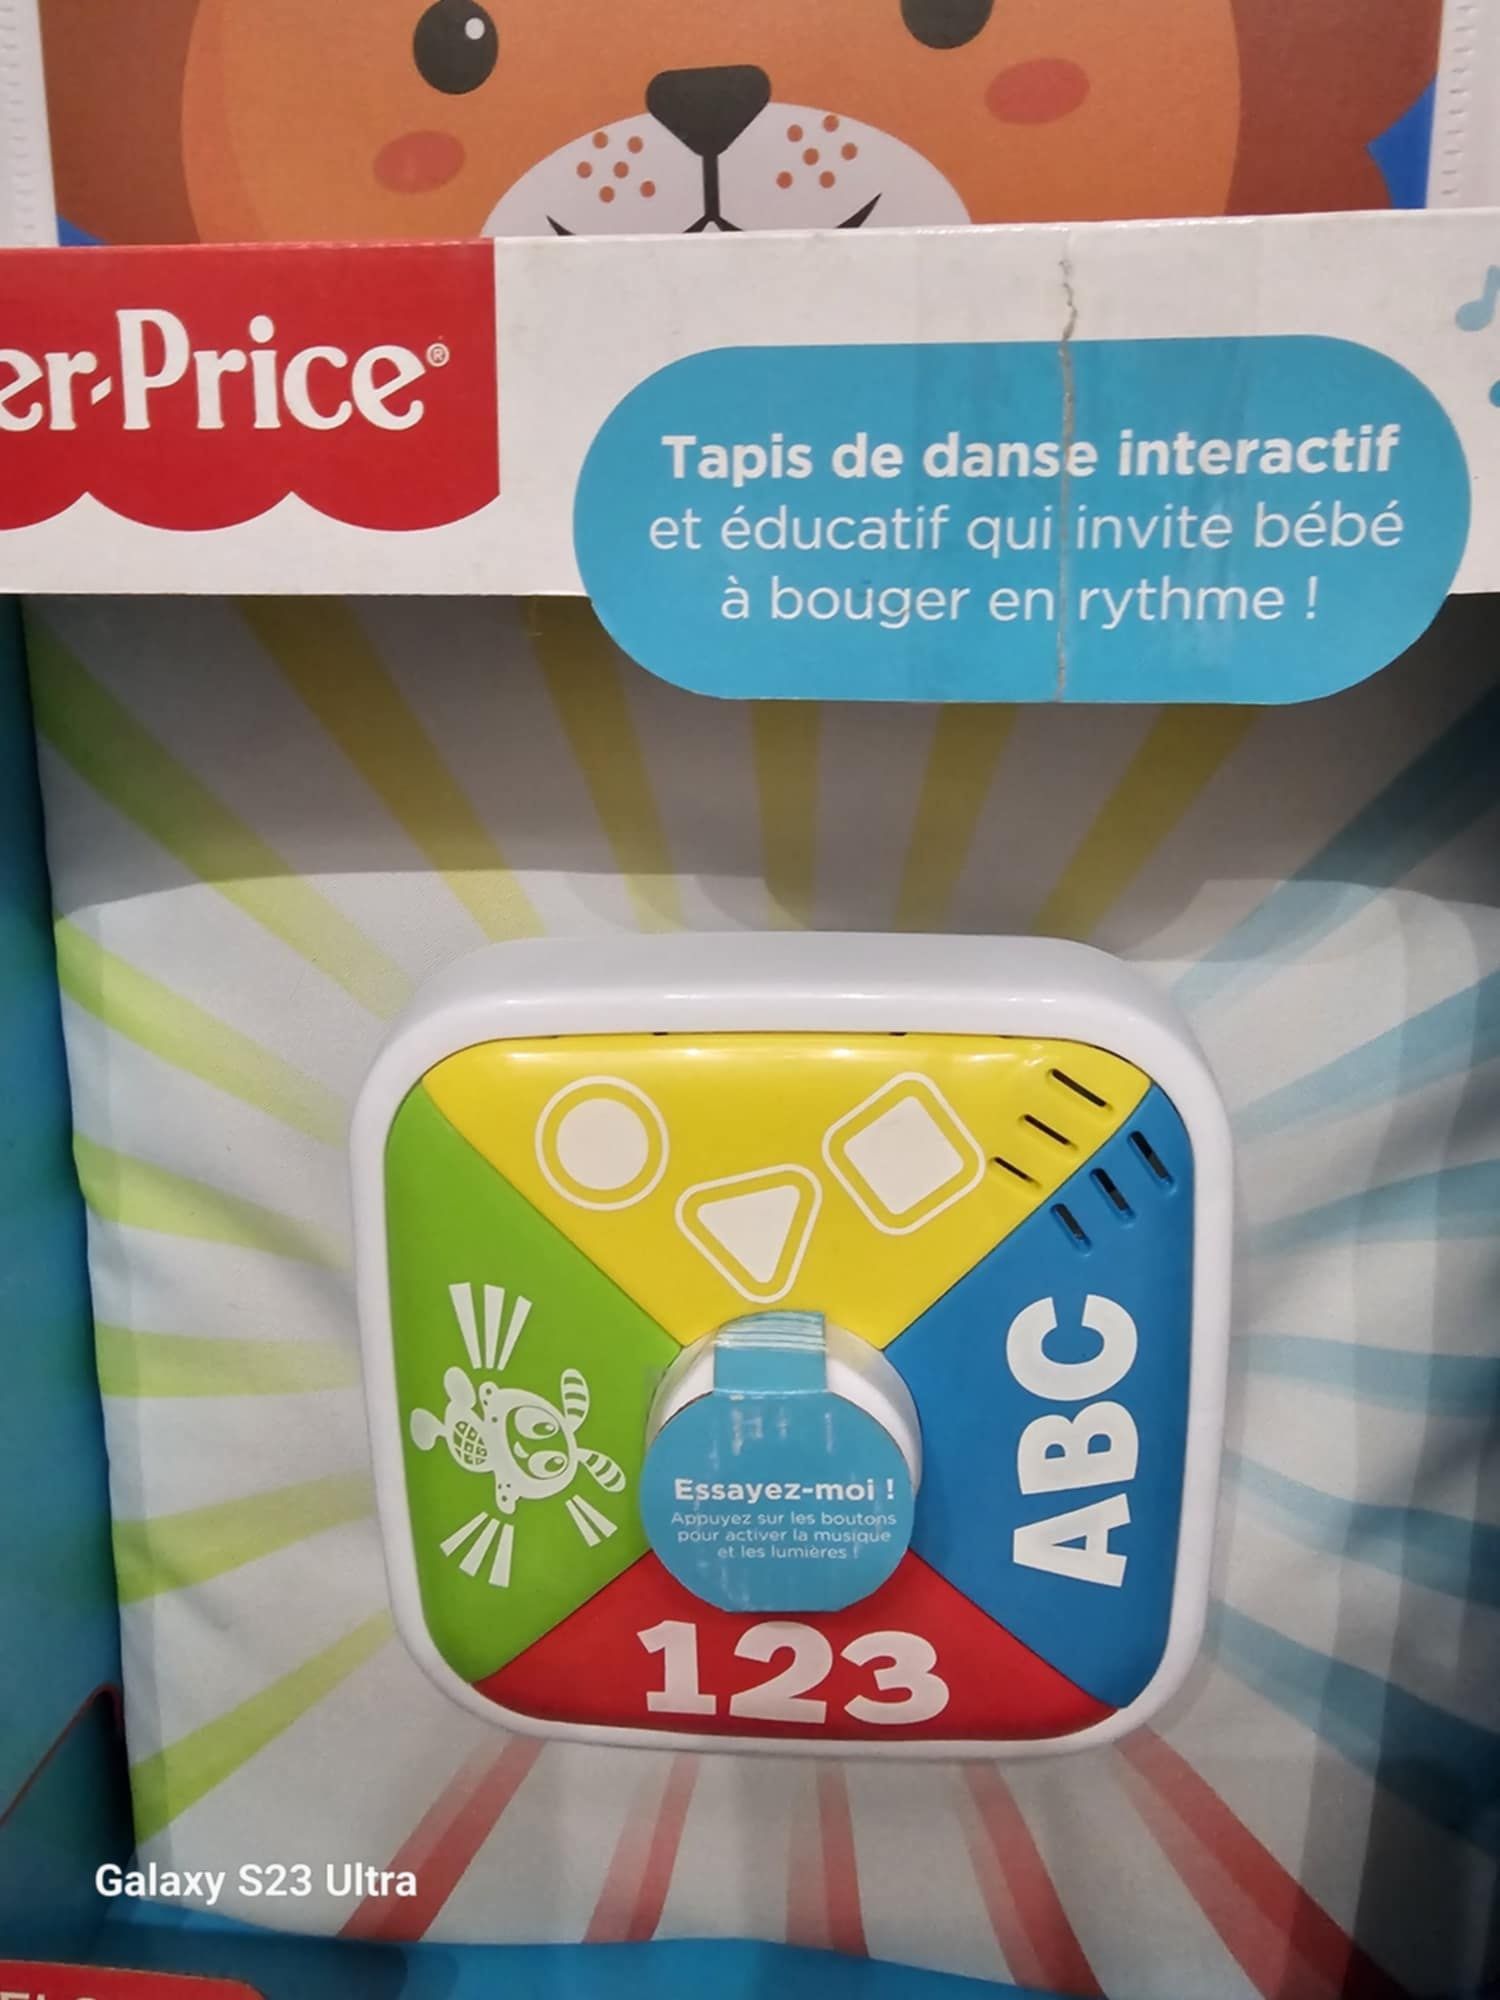 er-Price®
Tapis de danse interactif
et éducatif qui invite bébé
à bouger en rythme !
ABC
Essayez-moi !
Appuyez sur les boutons
pour activer la musique
et les lumières !
123
Galaxy S23 Ultra